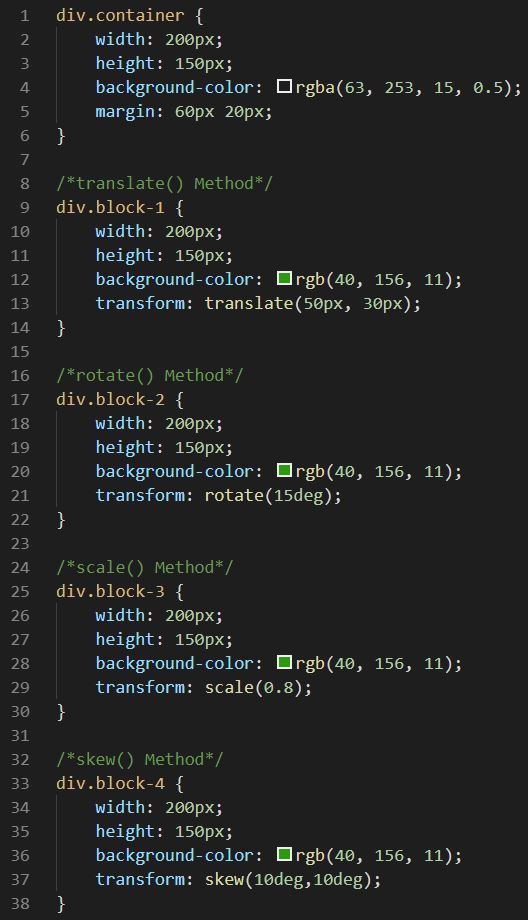 1 div.container {
2     width: 200px;
3     height: 150px;
4     background-color: rgba(63, 253, 15, 0.5);
5     margin: 60px 20px;
6 }
7
8 /*translate() Method*/
9 div.block-1 {
10     width: 200px;
11     height: 150px;
12     background-color: rgb(40, 156, 11);
13     transform: translate(50px, 30px);
14 }
15
16 /*rotate() Method*/
17 div.block-2 {
18     width: 200px;
19     height: 150px;
20     background-color: rgb(40, 156, 11);
21     transform: rotate(15deg);
22 }
23
24 /*scale() Method*/
25 div.block-3 {
26     width: 200px;
27     height: 150px;
28     background-color: rgb(40, 156, 11);
29     transform: scale(0.8);
30 }
31
32 /*skew() Method*/
33 div.block-4 {
34     width: 200px;
35     height: 150px;
36     background-color: rgb(40, 156, 11);
37     transform: skew(10deg,10deg);
38 }